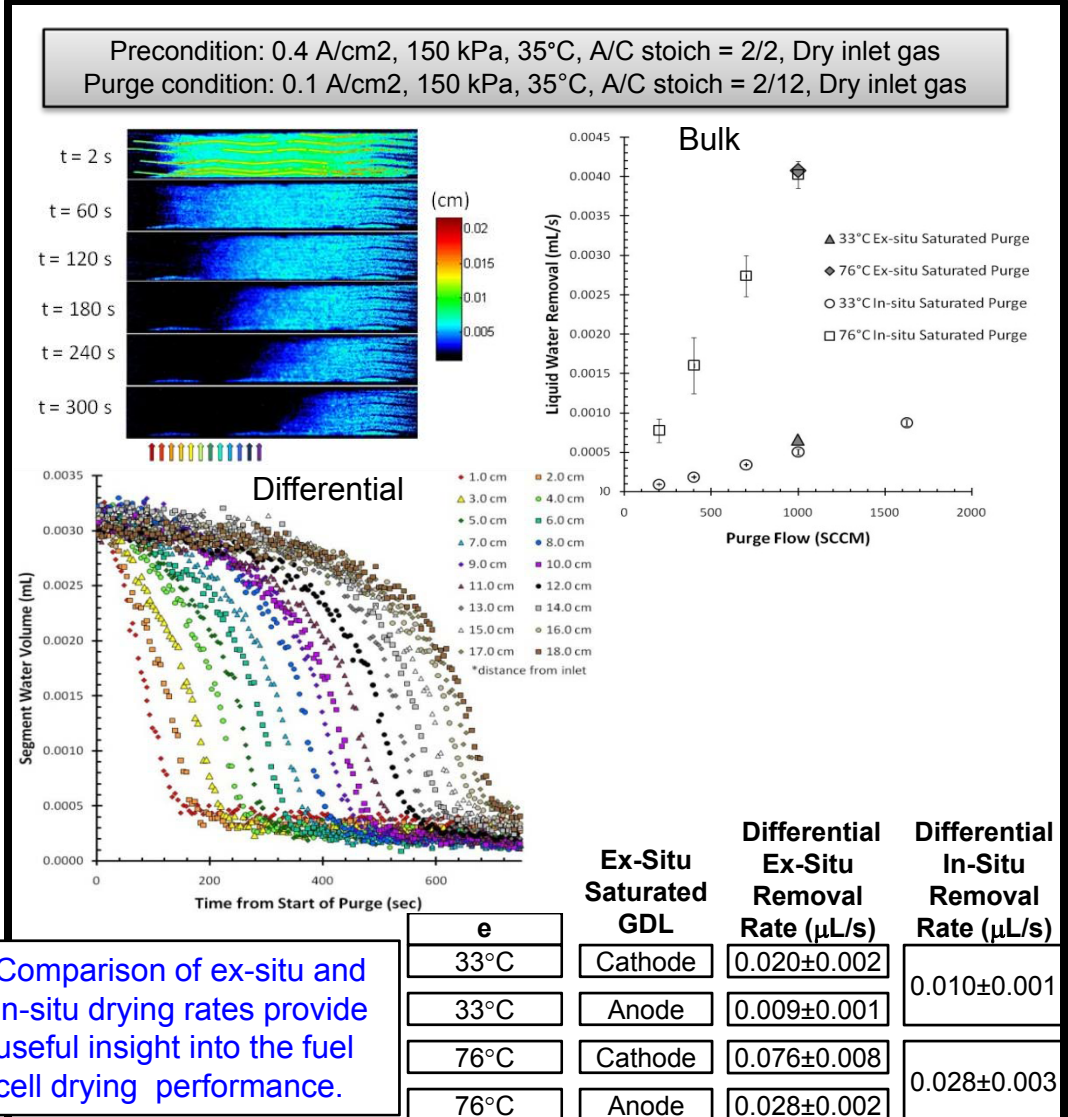 Precondition: 0.4 A/cm2, 150 kPa, 35°C, A/C stoich = 2/2, Dry inlet gas
Purge condition: 0.1 A/cm2, 150 kPa, 35°C, A/C stoich = 2/12, Dry inlet gas
t = 2 s
t = 60 s
t = 120 s
t = 180 s
t = 240 s
t = 300 s
(cm)
0.02
0.015
0.01
0.005
Bulk
Liquid Water Removal (mL/s)
0.0045
0.0040
0.0035
0.0030
0.0025
0.0020
0.0015
0.0010
0.0005
00
0 500 1000 1500 2000
Purge Flow (SCCM)
33°C Ex-situ Saturated Purge
76°C Ex-situ Saturated Purge
33°C In-situ Saturated Purge
76°C In-situ Saturated Purge
Differential
Segment Water Volume (mL)
0.0035
0.0030
0.0025
0.0020
0.0015
0.0010
0.0005
0.0000
0 200 400 600
Time from Start of Purge (sec)
1.0 cm 2.0 cm
3.0 cm 4.0 cm
5.0 cm 6.0 cm
7.0 cm 8.0 cm
9.0 cm 10.0 cm
11.0 cm 12.0 cm
13.0 cm 14.0 cm
15.0 cm 16.0 cm
17.0 cm 18.0 cm
*distance from inlet
Comparison of ex-situ and
in-situ drying rates provide
useful insight into the fuel
cell drying performance.
e
Ex-Situ
Saturated
GDL
Differential
Ex-Situ
Removal
Rate (μL/s)
Differential
In-Situ
Removal
Rate (μL/s)
33°C Cathode 0.020±0.002
0.010±0.001
33°C Anode 0.009±0.001
76°C Cathode 0.076±0.008
0.028±0.003
76°C Anode 0.028±0.002